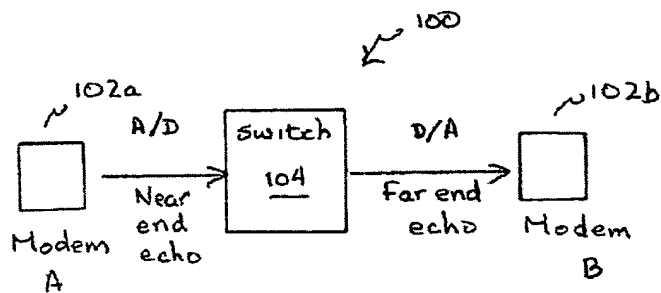 100
102a
102b
A/D
switch
104
D/A
Near
end
echo
Far end
echo
Modem
A
Modem
B